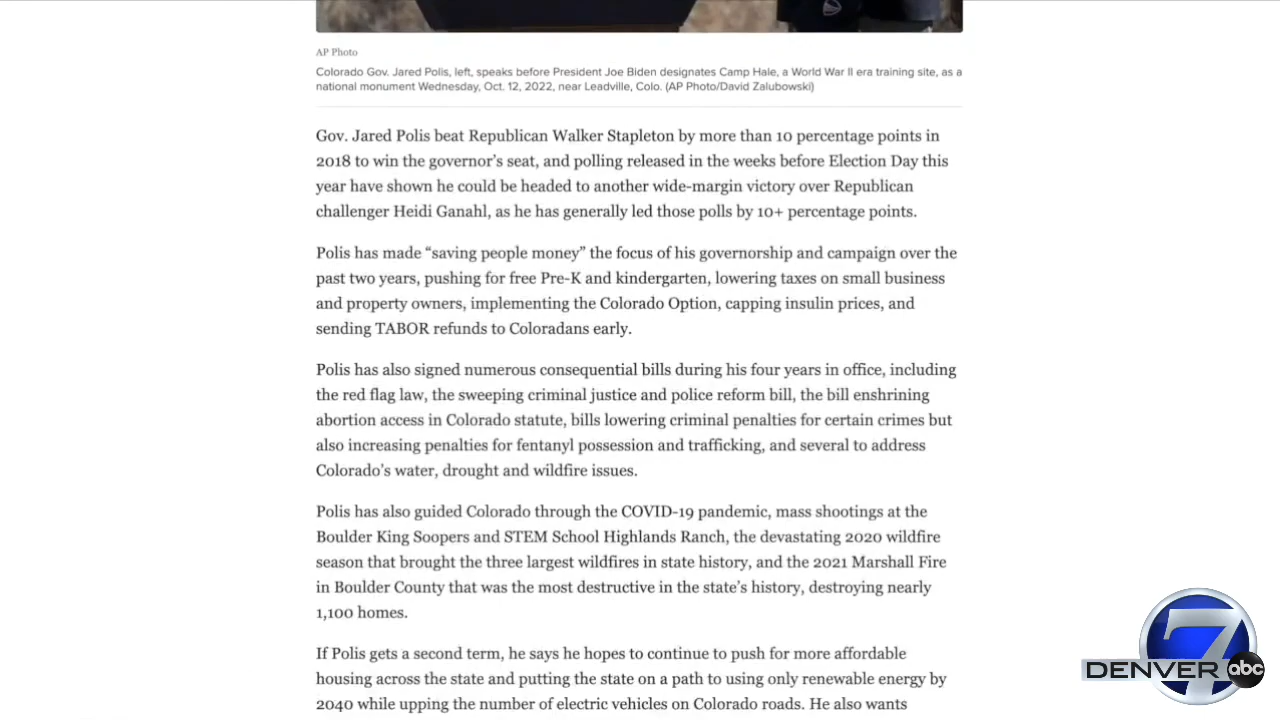 AP Photo
Colorado Gov. Jared Polis, left, speaks before President Joe Biden designates Camp Hale, a World War II era training site, as a
national monument Wednesday, Oct. 12, 2022, near Leadville, Colo. (AP Photo/David Zalubowski)
Gov. Jared Polis beat Republican Walker Stapleton by more than 10 percentage points in
2018 to win the governor’s seat, and polling released in the weeks before Election Day this
year have shown he could be headed to another wide-margin victory over Republican
challenger Heidi Ganahl, as he has generally led those polls by 10+ percentage points.
Polis has made “saving people money” the focus of his governorship and campaign over the
past two years, pushing for free Pre-K and kindergarten, lowering taxes on small business
and property owners, implementing the Colorado Option, capping insulin prices, and
sending TABOR refunds to Coloradans early.
Polis has also signed numerous consequential bills during his four years in office, including
the red flag law, the sweeping criminal justice and police reform bill, the bill enshrining
abortion access in Colorado statute, bills lowering criminal penalties for certain crimes but
also increasing penalties for fentanyl possession and trafficking, and several to address
Colorado’s water, drought and wildfire issues.
Polis has also guided Colorado through the COVID-19 pandemic, mass shootings at the
Boulder King Soopers and STEM School Highlands Ranch, the devastating 2020 wildfire
season that brought the three largest wildfires in state history, and the 2021 Marshall Fire
in Boulder County that was the most destructive in the state’s history, destroying nearly
1,100 homes.
If Polis gets a second term, he says he hopes to continue to push for more affordable
housing across the state and putting the state on a path to using only renewable energy by
2040 while upping the number of electric vehicles on Colorado roads. He also wants
DENVER 7 abc